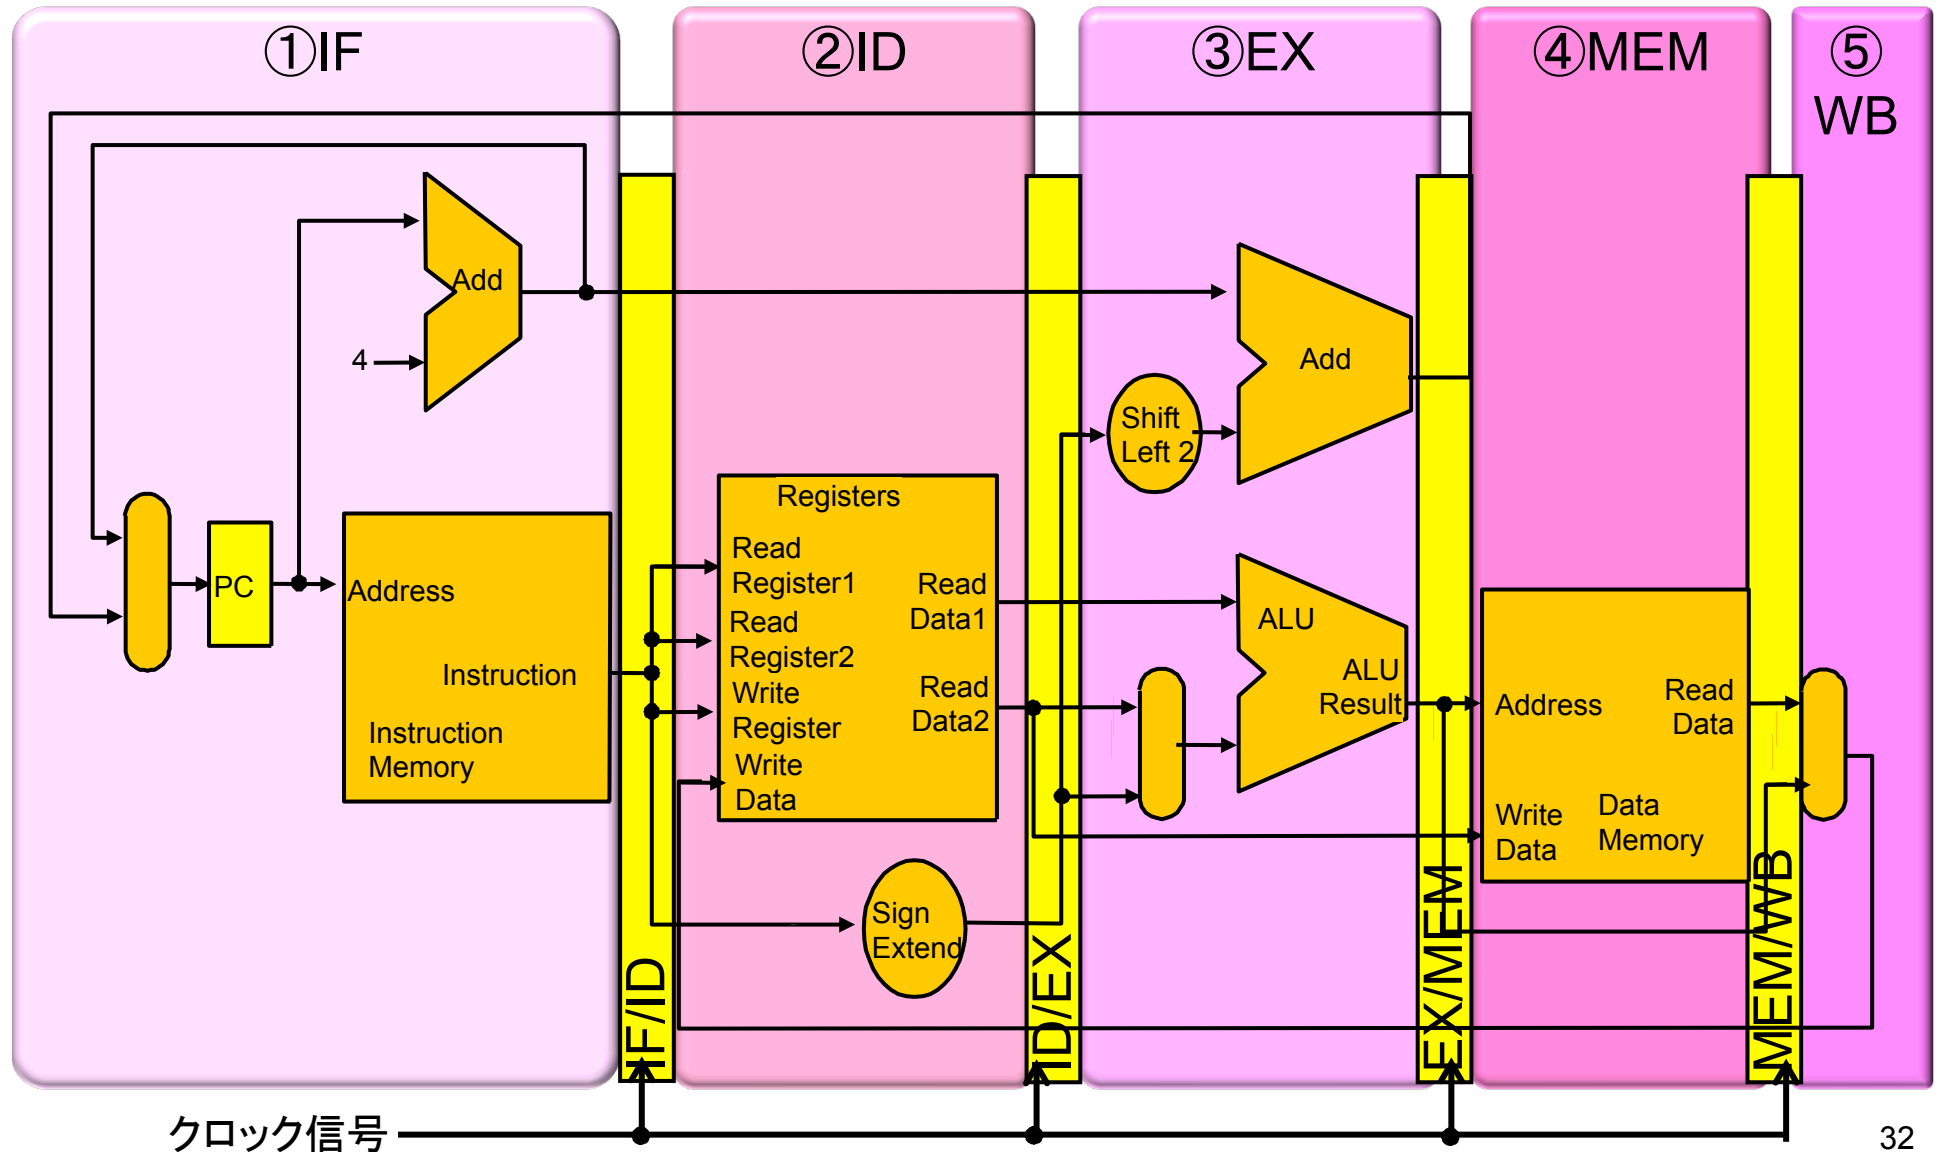 ①IF
②ID
③EX
④MEM
⑤
WB
Add
4
PC
Address
Instruction
Instruction
Memory
Registers
Read
Register1
Read
Register2
Write
Register
Write
Data
Read
Data1
Read
Data2
Sign
Extend
Shift
Left 2
Add
ALU
ALU
Result
Address
Read
Data
Write
Data
Data
Memory
IF/ID
ID/EX
EX/MEM
MEM/WB
クロック信号
32